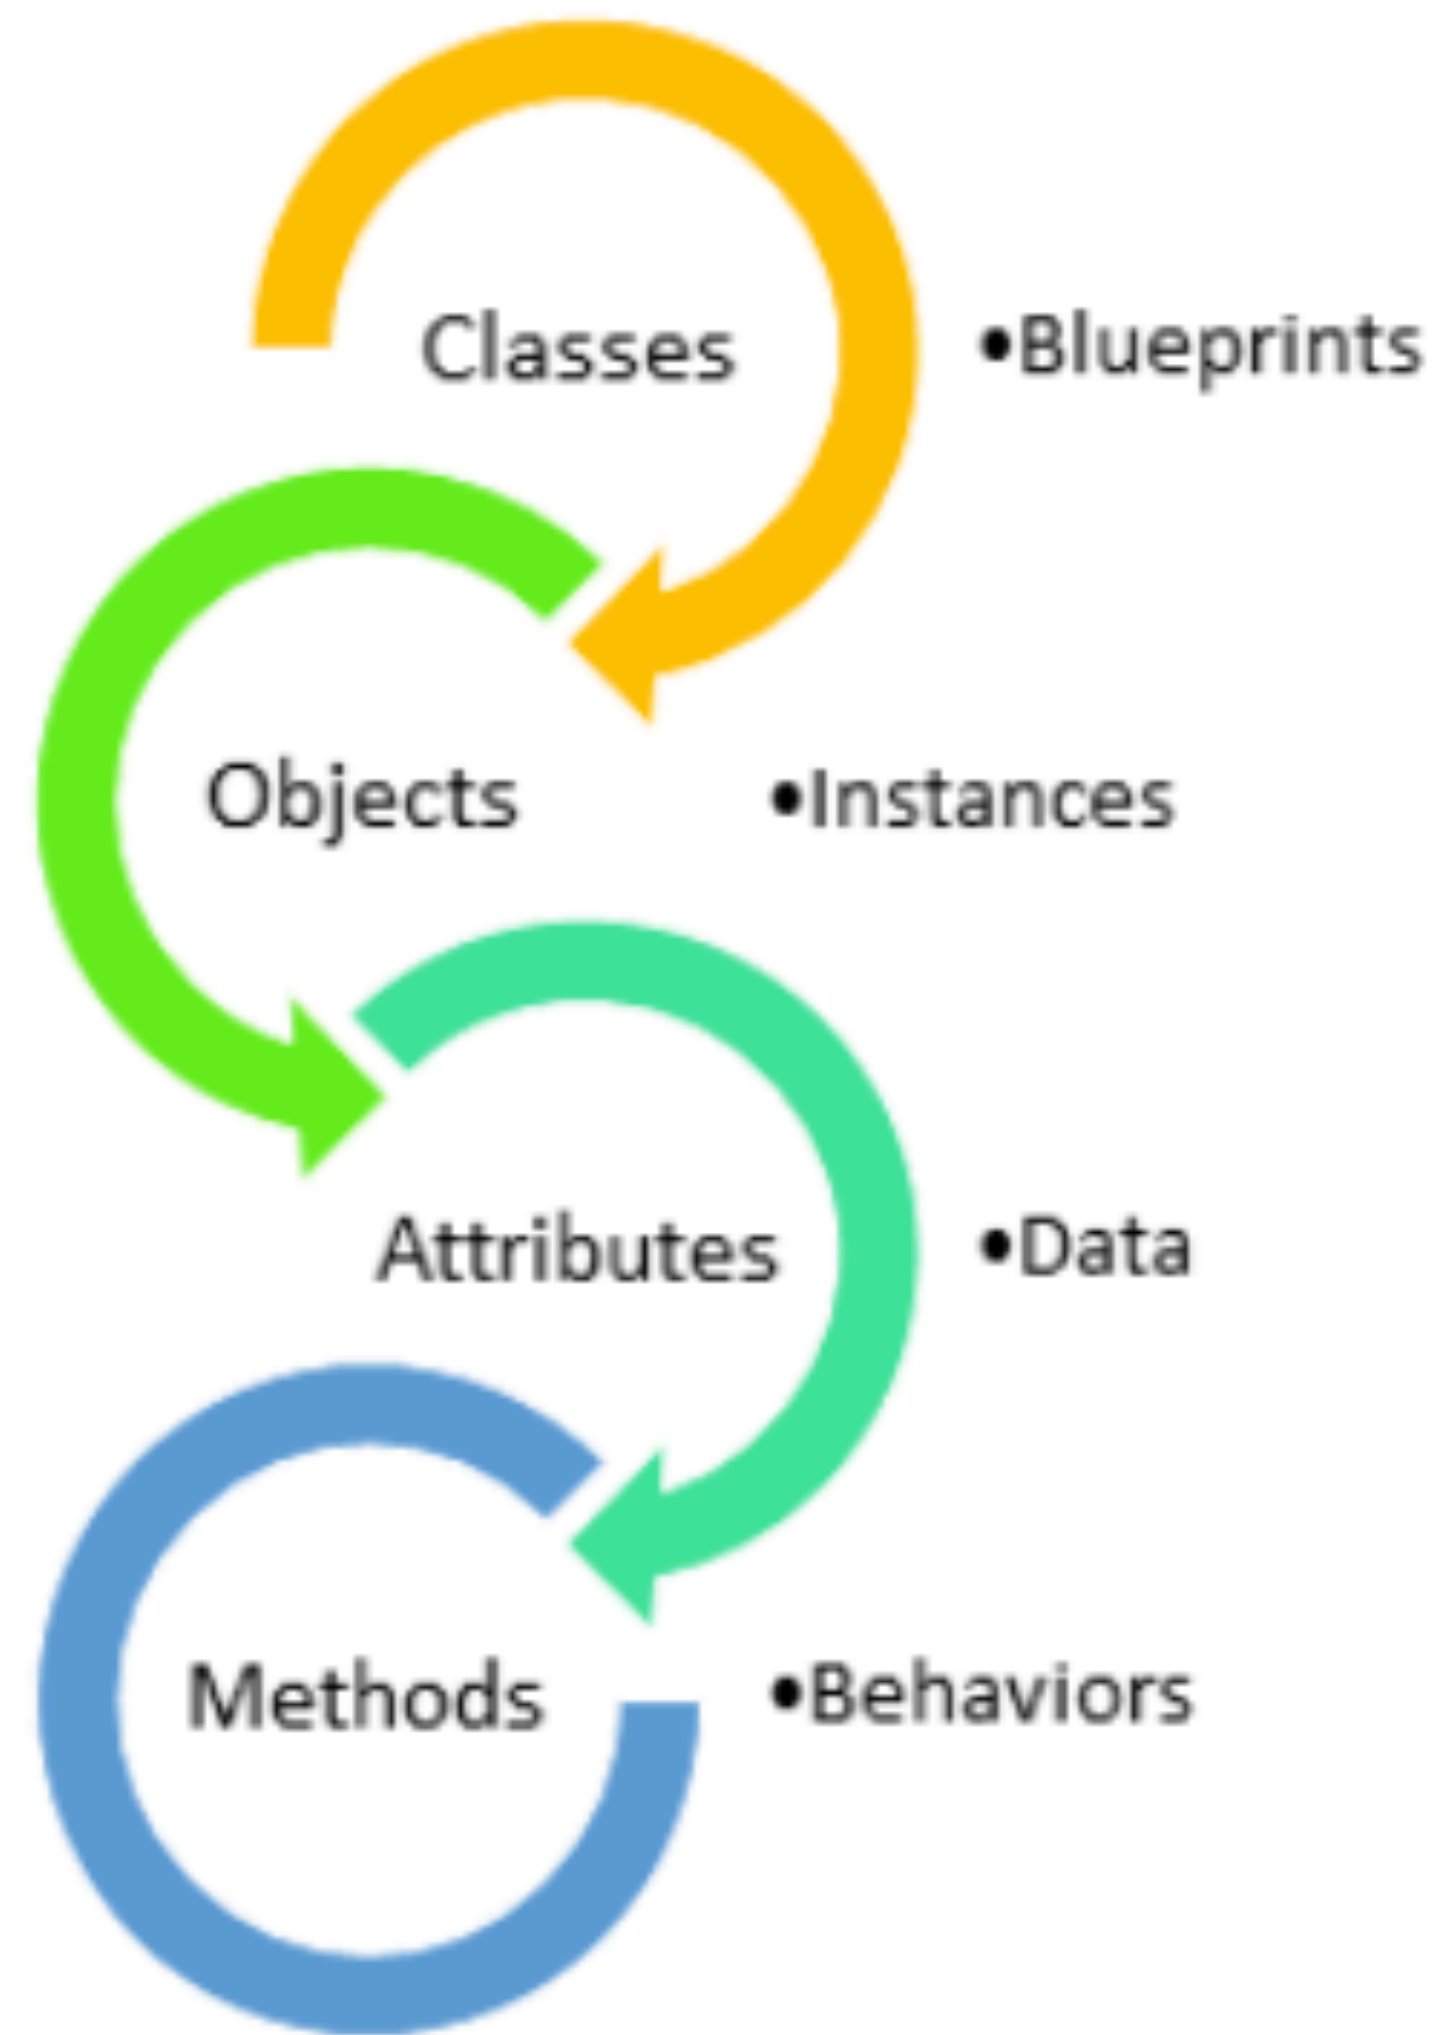 Classes
•Blueprints
Objects
•Instances
Attributes
•Data
Methods
•Behaviors